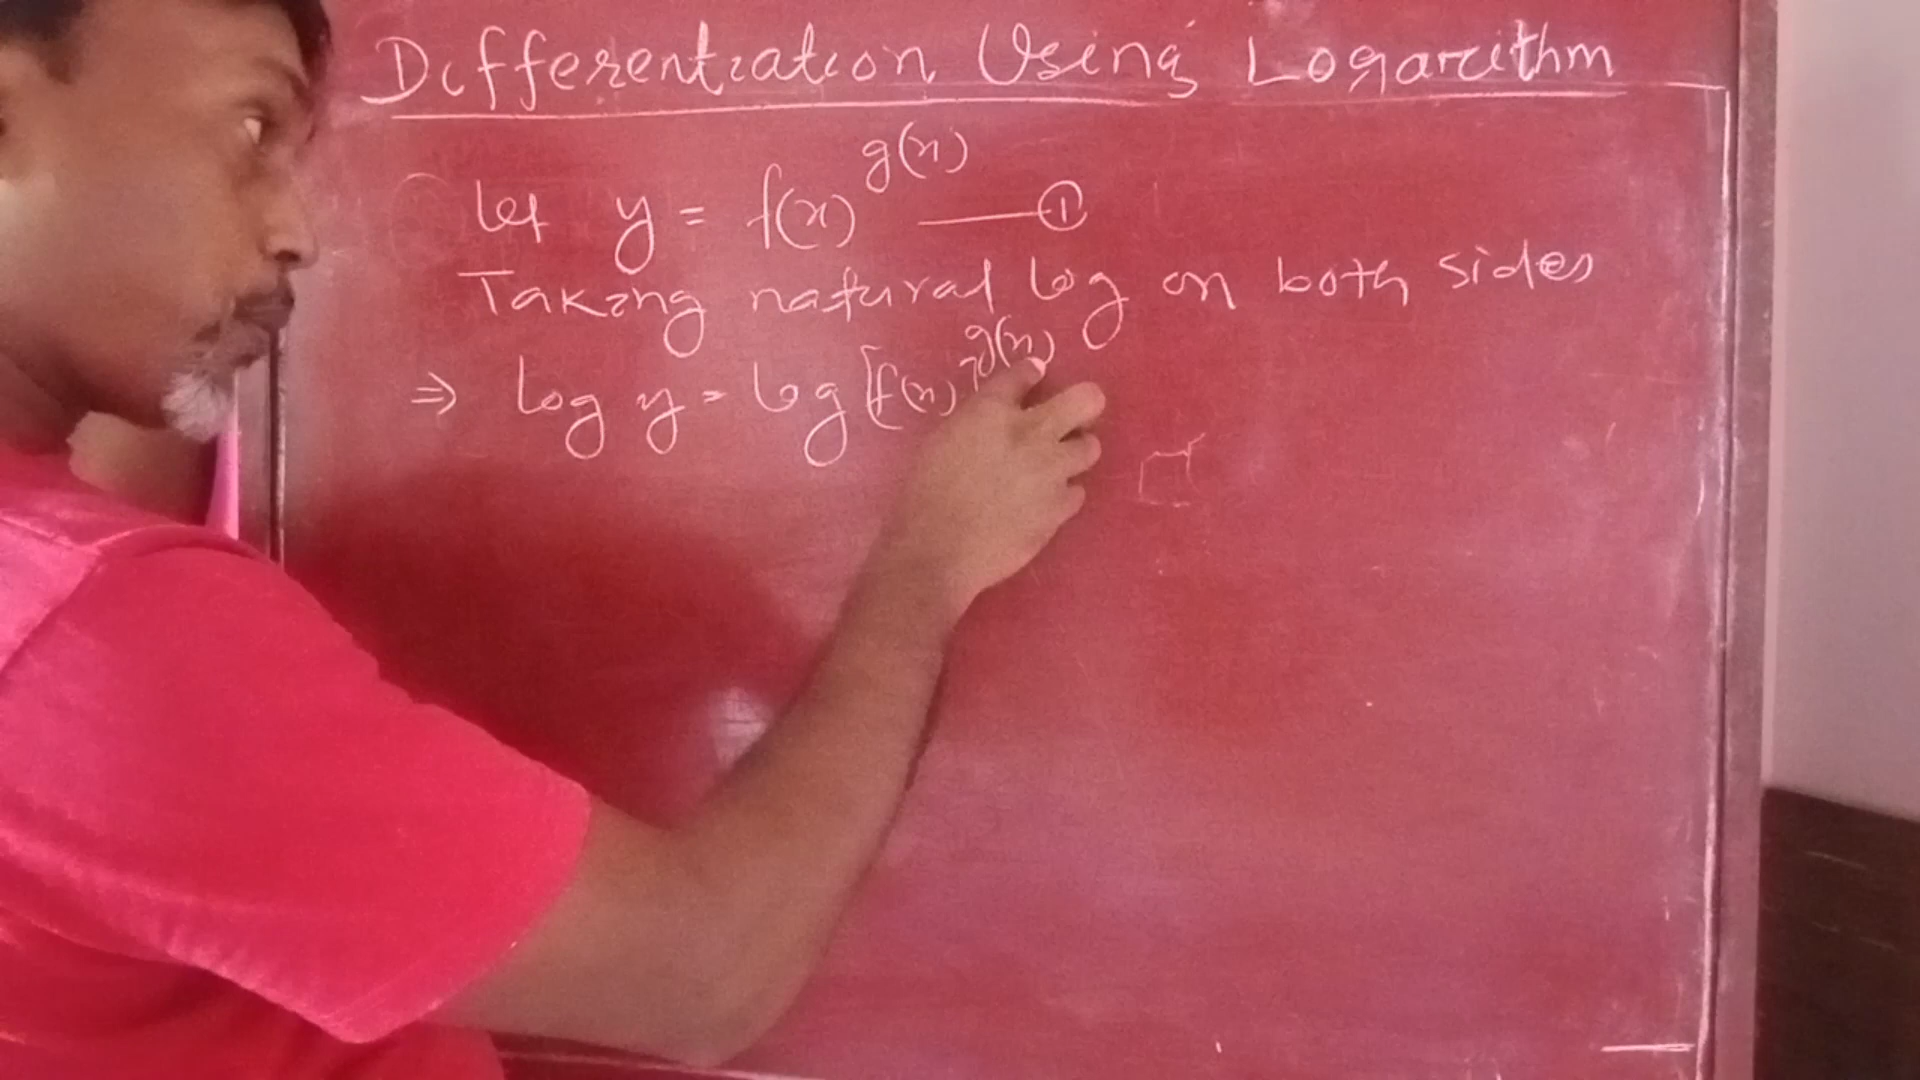 Differentiation Using Logarithm
let y = f(x)^g(x) —— ①
Taking natural log on both sides
⇒ log y = log [f(x)]^g(x)